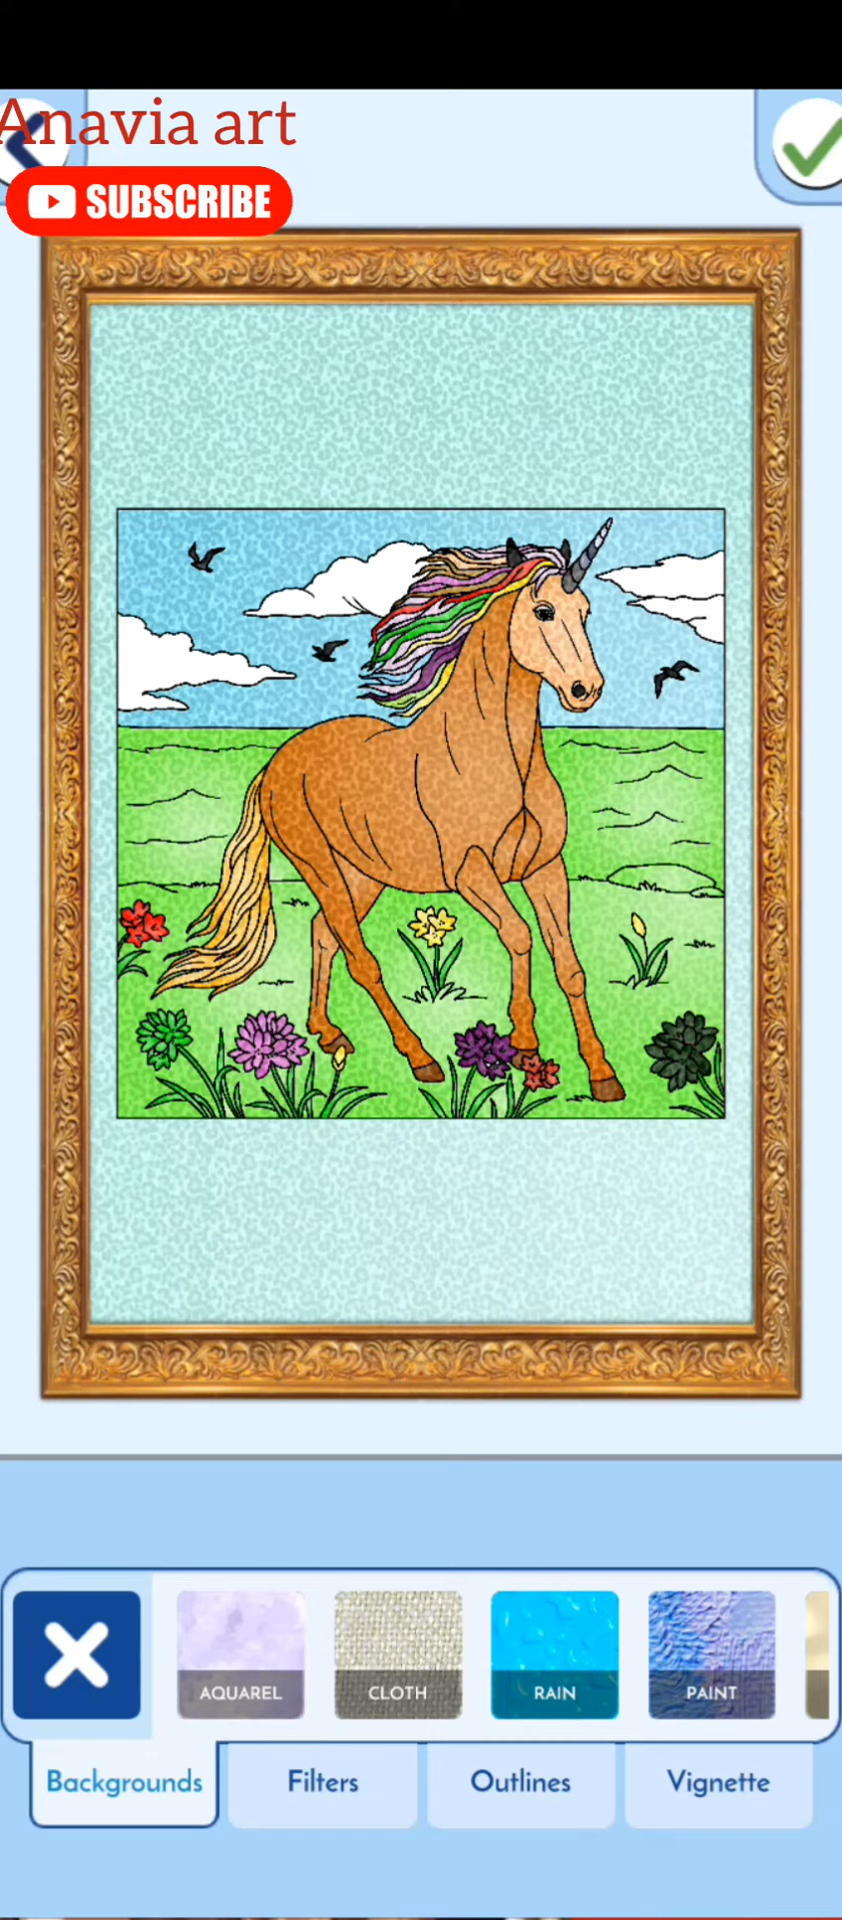 Anavia art
SUBSCRIBE
AQUAREL
CLOTH
RAIN
PAINT
Backgrounds
Filters
Outlines
Vignette